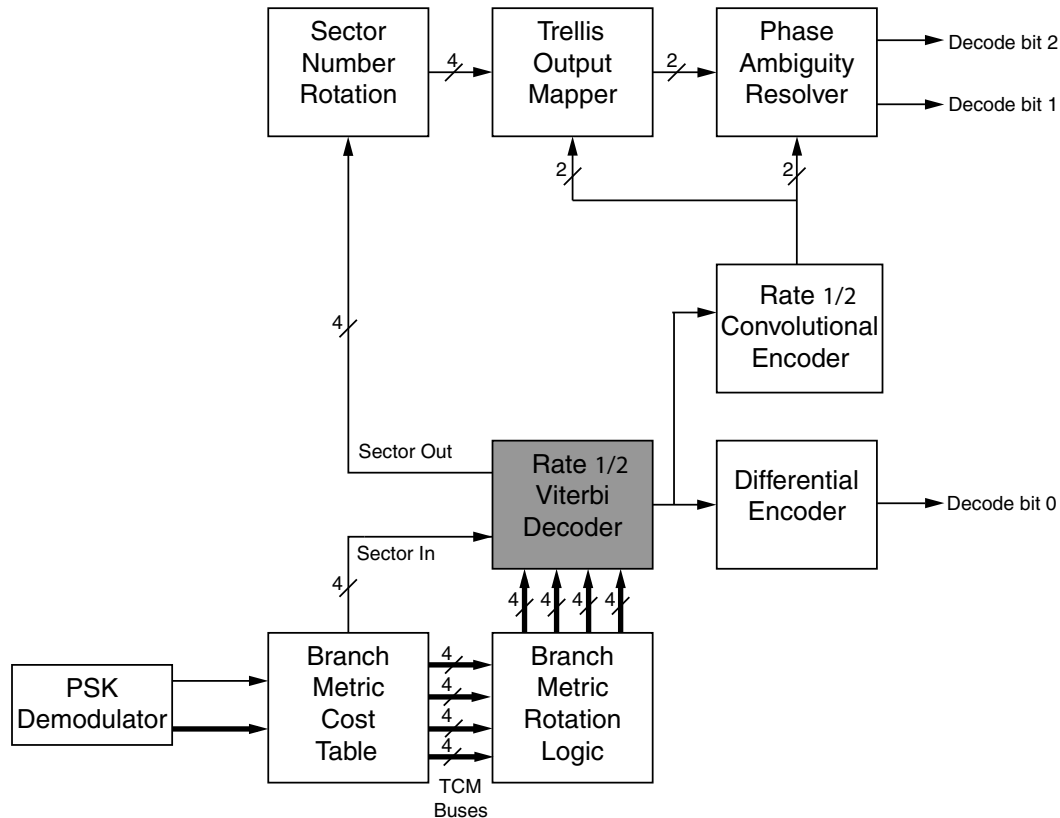 Sector
Number
Rotation
4
Trellis
Output
Mapper
2
Phase
Ambiguity
Resolver
Decode bit 2
Decode bit 1
2
2
4
Rate 1/2
Convolutional
Encoder
Sector Out
Rate 1/2
Viterbi
Decoder
Differential
Encoder
Decode bit 0
Sector In
4
4
4
4
4
PSK
Demodulator
Branch
Metric
Cost
Table
4
4
4
4
Branch
Metric
Rotation
Logic
TCM
Buses